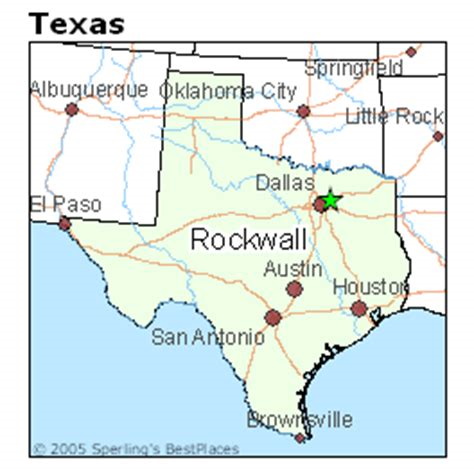 Texas
Springfield
Albuquerque
Oklahoma City
Little Rock
Dallas
El Paso
Rockwall
Austin
Houston
San Antonio
Brownsville
© 2005 Sperling's BestPlaces